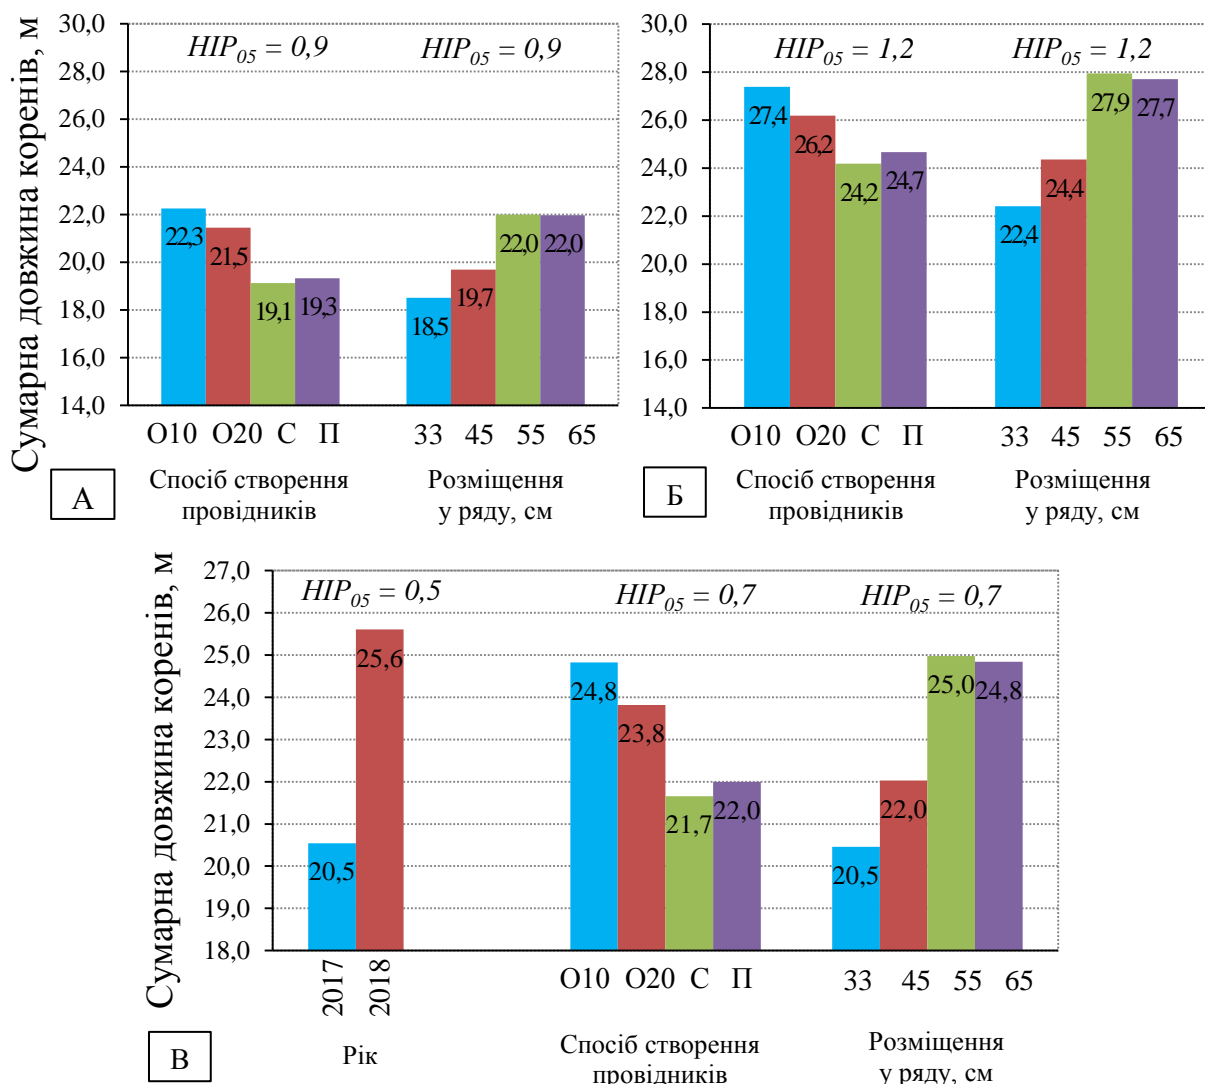 Сумарна довжина коренів, м
30,0
28,0
26,0
24,0
22,0
20,0
18,0
16,0
14,0
НІР05 = 0,9
НІР05 = 0,9
22,3
21,5
19,1
19,3
18,5
19,7
22,0
22,0
О10 О20 С П
33 45 55 65
Спосіб створення
провідників
Розміщення
у ряду, см
А
30,0
28,0
26,0
24,0
22,0
20,0
18,0
16,0
14,0
НІР05 = 1,2
НІР05 = 1,2
27,4
26,2
24,2
24,7
22,4
24,4
27,9
27,7
О10 О20 С П
33 45 55 65
Спосіб створення
провідників
Розміщення
у ряду, см
Б
Сумарна довжина коренів, м
27,0
26,0
25,0
24,0
23,0
22,0
21,0
20,0
19,0
18,0
НІР05 = 0,5
НІР05 = 0,7
НІР05 = 0,7
20,5
25,6
24,8
23,8
21,7
22,0
20,5
22,0
25,0
24,8
2017
2018
О10 О20 С П
33 45 55 65
Рік
Спосіб створення
провідників
Розміщення
у ряду, см
В